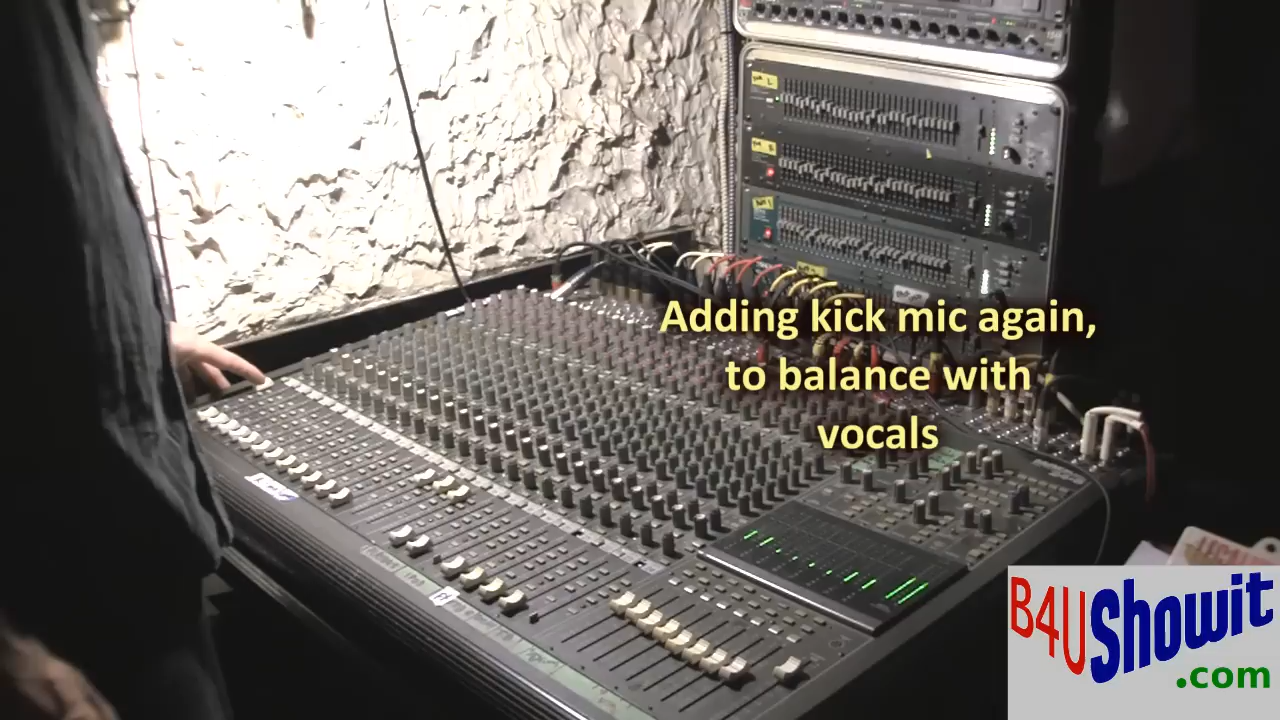 Adding kick mic again,
to balance with
vocals
B4UShowit
.com